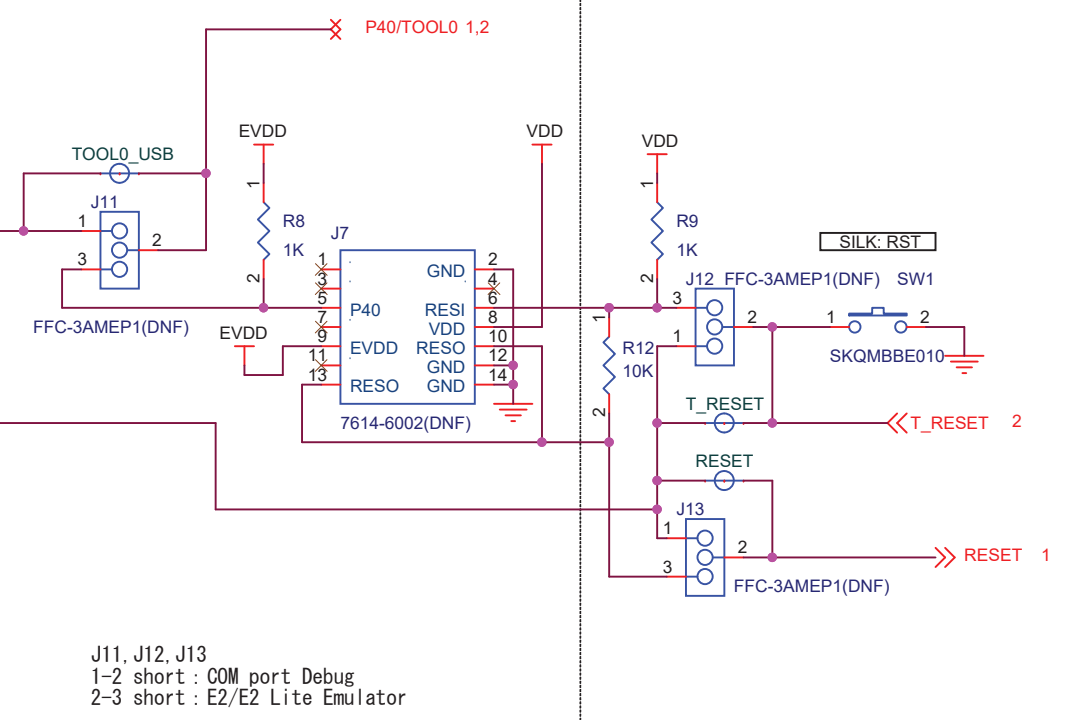 P40/TOOL0 1,2
EVDD
VDD
VDD
TOOL0_USB
J11
1
2
3
FFC-3AMEP1(DNF)
1
R8
1K
2
EVDD
J7
1
3
5
7
9
11
13
P40
EVDD
RESO
GND
RESI
VDD
RESO
GND
GND
2
4
6
8
10
12
14
7614-6002(DNF)
1
R9
1K
2
1
R12
10K
2
SILK: RST
J12 FFC-3AMEP1(DNF) SW1
3
2
1
1
2
SKQMBBE010
T_RESET
T_RESET 2
RESET
J13
1
2
3
RESET 1
FFC-3AMEP1(DNF)
J11,J12,J13
1-2 short : COM port Debug
2-3 short : E2/E2 Lite Emulator